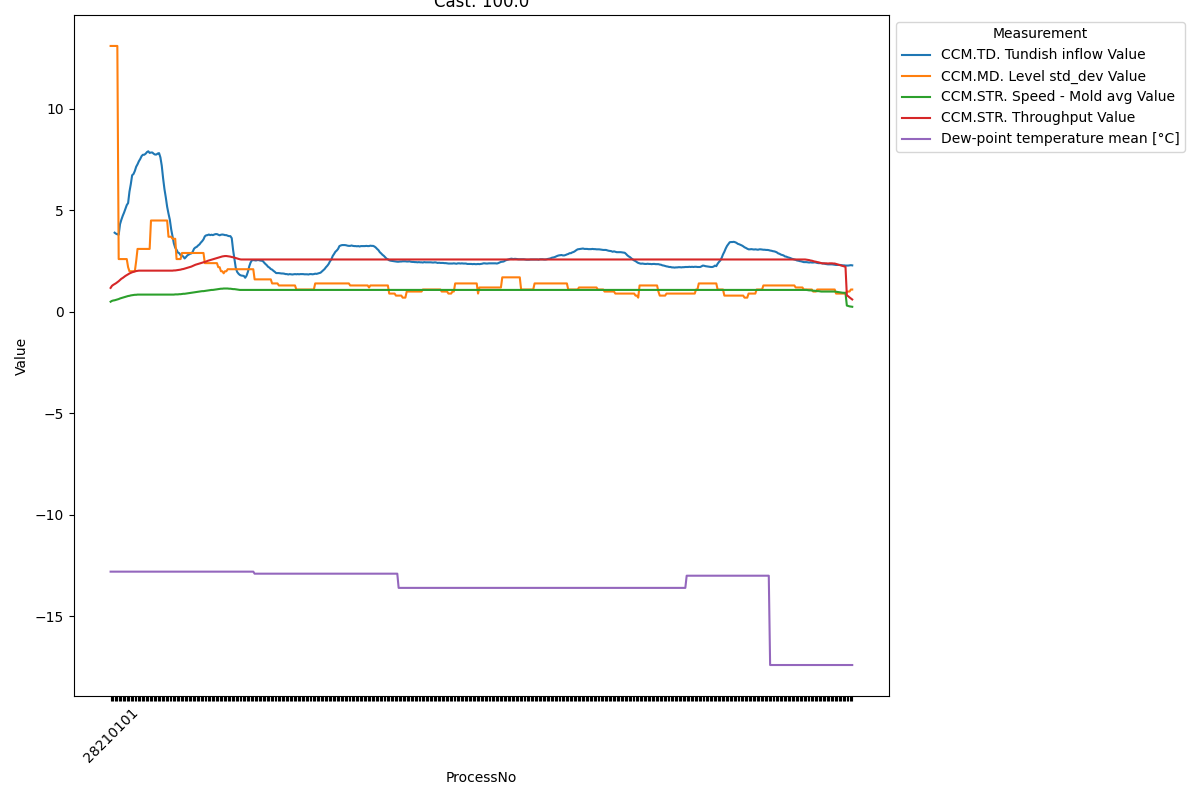 Cast: 100.0
Measurement
CCM.TD. Tundish inflow Value
CCM.MD. Level std_dev Value
CCM.STR. Speed - Mold avg Value
CCM.STR. Throughput Value
Dew-point temperature mean [°C]
Value
10
5
0
−5
−10
−15
28210101
ProcessNo